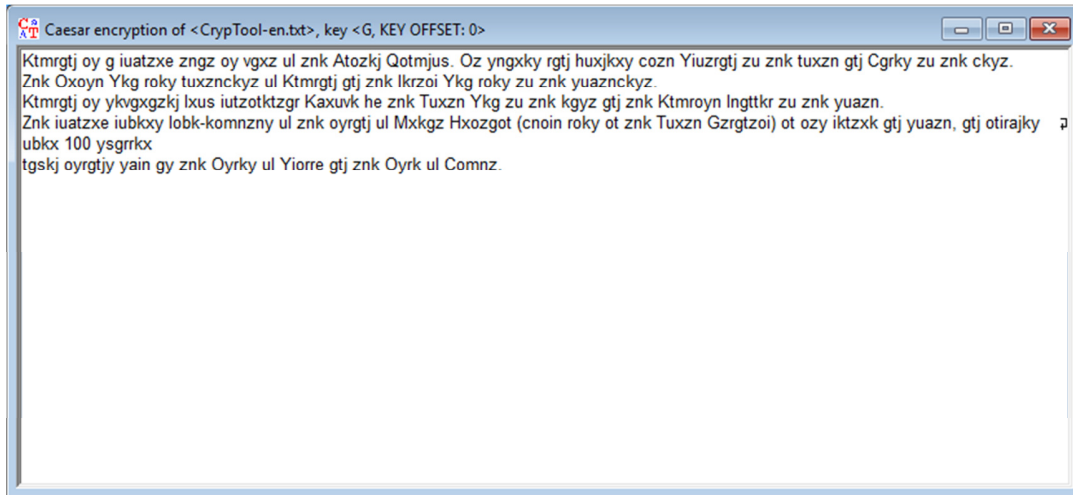 Caesar encryption of <CrypTool-en.txt>, key <G, KEY OFFSET: 0>
Ktmrgtj oy g iuatzxe zngz oy vgxz ul znk Atozkj Qotmjus. Oz yngxky rgtj huxjkxy cozn Yiuzrgtj zu znk tuxzn gtj Cgrky zu znk ckyz.
Znk Oxoyn Ykg roky tuxznckyz ul Ktmrgtj gtj znk Ikrzoi Ykg roky zu znk yuaznckyz.
Ktmrgtj oy ykvgxgzkj lxus iutzotktzgr Kaxuvk he znk Tuxzn Ykg zu znk kgyz gtj znk Ktmroyn Ingttkr zu znk yuazn.
Znk iuatzxe iubkxy lobk-komnzny ul znk oyrgtj ul Mxkgz Hxozgot (cnoin roky ot znk Tuxzn Gzrgtzoi) ot ozy iktzxk gtj yuazn, gtj otirajky
ubkx 100 ysgrrkx
tgskj oyrgtjy yain gy znk Oyrky ul Yiorre gtj znk Oyrk ul Comnz.